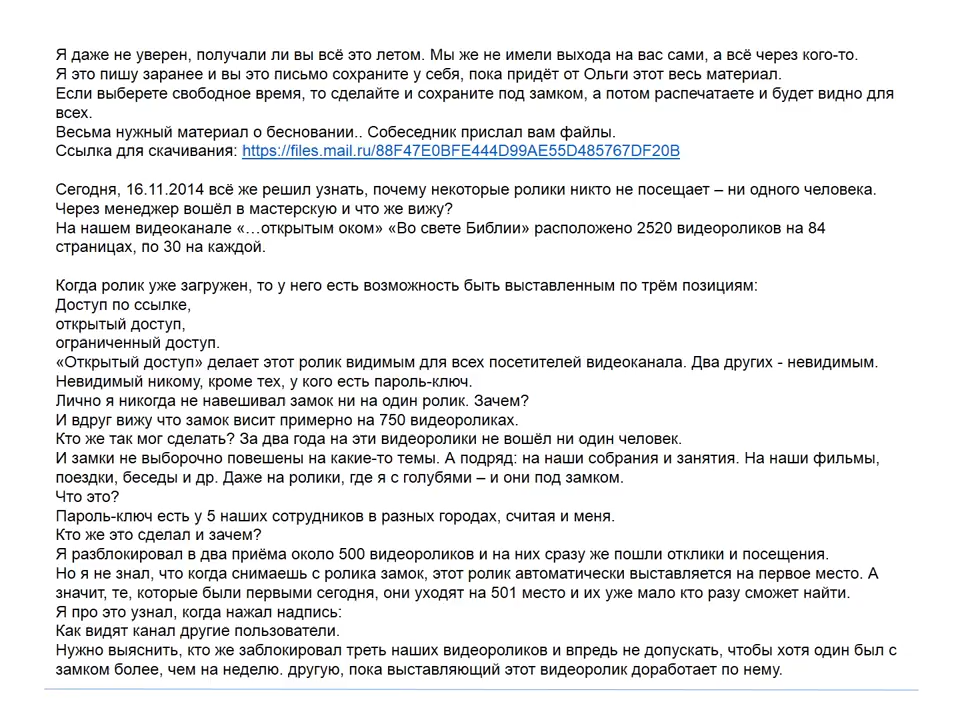 Я даже не уверен, получали ли вы всё это летом. Мы же не имели выхода на вас сами, а всё через кого-то.
Я это пишу заранее и вы это письмо сохраните у себя, пока придёт от Ольги этот весь материал.
Если выберете свободное время, то сделайте и сохраните под замком, а потом распечатаете и будет видно для
всех.
Весьма нужный материал о бесновании.. Собеседник прислал вам файлы.
Ссылка для скачивания: https://files.mail.ru/88F47E0BFE444D99AE55D485767DF20B
Сегодня, 16.11.2014 всё же решил узнать, почему некоторые ролики никто не посещает – ни одного человека.
Через менеджер вошёл в мастерскую и что же вижу?
На нашем видеоканале «…открытым оком» «Во свете Библии» расположено 2520 видеороликов на 84
страницах, по 30 на каждой.
Когда ролик уже загружен, то у него есть возможность быть выставленным по трём позициям:
Доступ по ссылке,
открытый доступ,
ограниченный доступ.
«Открытый доступ» делает этот ролик видимым для всех посетителей видеоканала. Два других - невидимым.
Невидимый никому, кроме тех, у кого есть пароль-ключ.
Лично я никогда не навешивал замок ни на один ролик. Зачем?
И вдруг вижу что замок висит примерно на 750 видеороликах.
Кто же так мог сделать? За два года на эти видеоролики не вошёл ни один человек.
И замки не выборочно повешены на какие-то темы. А подряд: на наши собрания и занятия. На наши фильмы,
поездки, беседы и др. Даже на ролики, где я с голубями – и они под замком.
Что это?
Пароль-ключ есть у 5 наших сотрудников в разных городах, считая и меня.
Кто же это сделал и зачем?
Я разблокировал в два приёма около 500 видеороликов и на них сразу же пошли отклики и посещения.
Но я не знал, что когда снимаешь с ролика замок, этот ролик автоматически выставляется на первое место. А
значит, те, которые были первыми сегодня, они уходят на 501 место и их уже мало кто разу сможет найти.
Я про это узнал, когда нажал надпись:
Как видят канал другие пользователи.
Нужно выяснить, кто же заблокировал треть наших видеороликов и впредь не допускать, чтобы хотя один был с
замком более, чем на неделю. другую, пока выставляющий этот видеоролик доработает по нему.